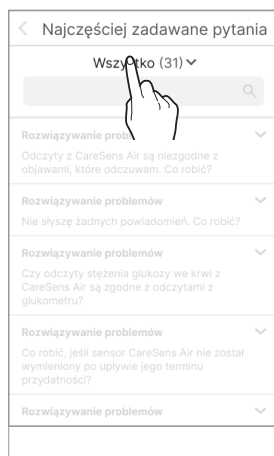 Najczęściej zadawane pytania
Wszystko (31)
Rozwiązywanie
Odczyty z CareSens Air są niezgodne z
objawami, które odczuwam. Co robić?
Rozwiązywanie problemów
Nie słyszę żadnych powiadomień. Co robić?
Rozwiązywanie problemów
Czy odczyty stężenia glukozy we krwi z
CareSens Air są zgodne z odczytami z
glukometru?
Rozwiązywanie problemów
Co robić, jeśli sensor CareSens Air nie został
wymieniony po upływie jego terminu
przydatności?
Rozwiązywanie problemów